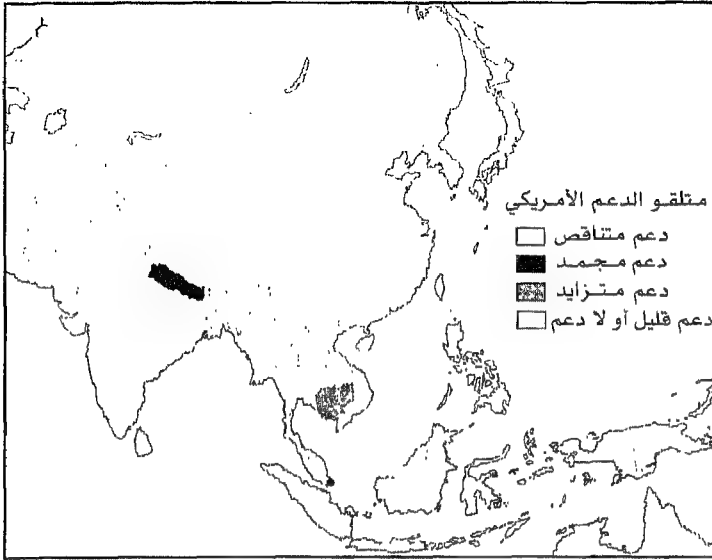 متلقو الدعم الأمريكي
دعم متناقص
دعم مجمد
دعم متزايد
دعم قليل أو لا دعم